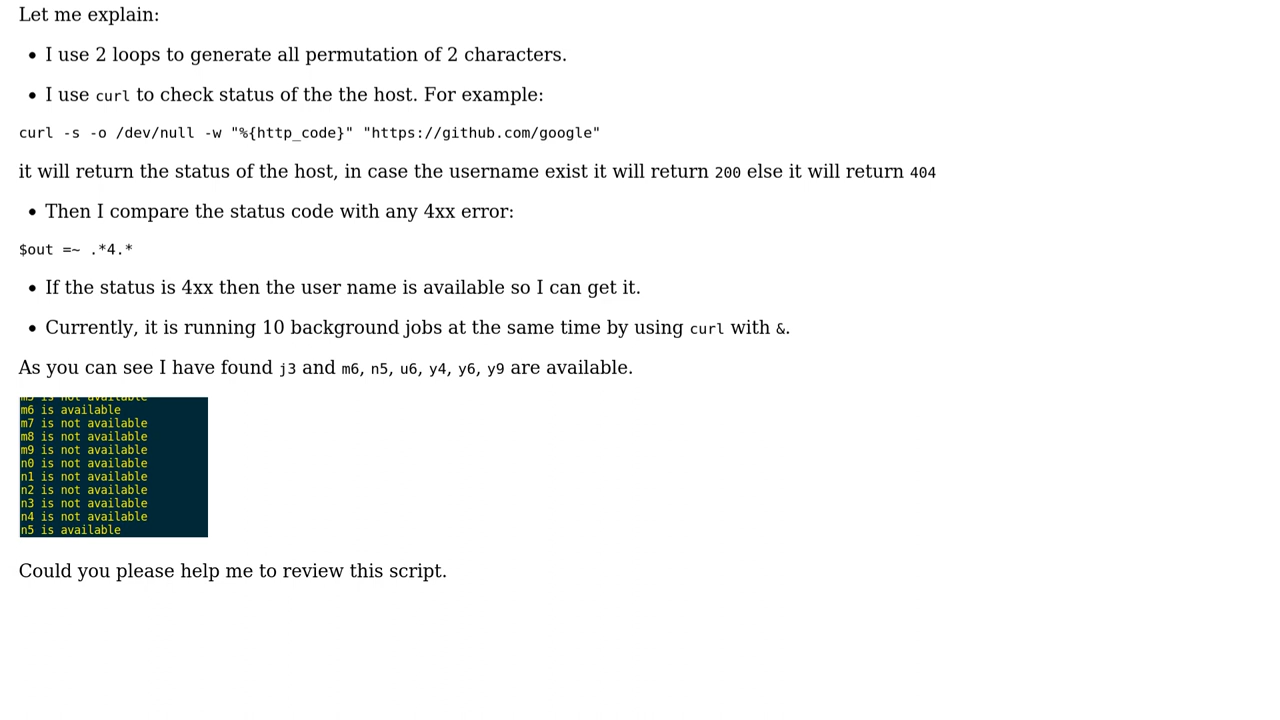 Let me explain:
• I use 2 loops to generate all permutation of 2 characters.
• I use curl to check status of the the host. For example:
curl -s -o /dev/null -w "%{http_code}" "https://github.com/google"
it will return the status of the host, in case the username exist it will return 200 else it will return 404
• Then I compare the status code with any 4xx error:
$out =~ .*4.*
• If the status is 4xx then the user name is available so I can get it.
• Currently, it is running 10 background jobs at the same time by using curl with &.
As you can see I have found j3 and m6, n5, u6, y4, y6, y9 are available.
m5 is not available
m6 is available
m7 is not available
m8 is not available
m9 is not available
n0 is not available
n1 is not available
n2 is not available
n3 is not available
n4 is not available
n5 is available
Could you please help me to review this script.